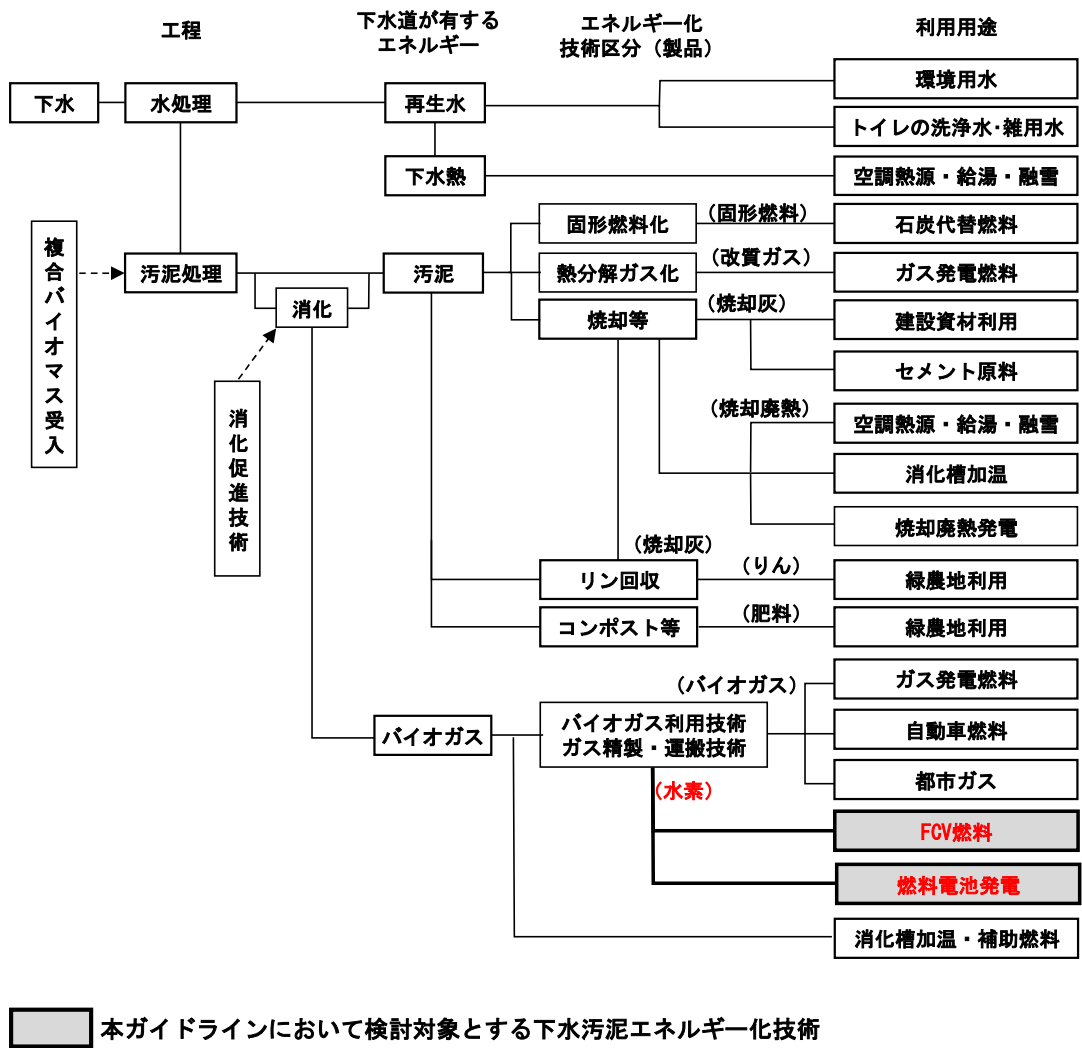 工程
下水道が有する
エネルギー
エネルギー化
技術区分（製品）
利用用途
下水
水処理
再生水
環境用水
トイレの洗浄水・雑用水
下水熱
空調熱源・給湯・融雪
複合バイオマス受入
汚泥処理
消化
消化促進技術
汚泥
固形燃料化
（固形燃料）
石炭代替燃料
熱分解ガス化
（改質ガス）
ガス発電燃料
焼却等
（焼却灰）
建設資材利用
セメント原料
（焼却廃熱）
空調熱源・給湯・融雪
消化槽加温
焼却廃熱発電
（焼却灰）
リン回収
（りん）
緑農地利用
コンポスト等
（肥料）
緑農地利用
バイオガス
バイオガス利用技術
ガス精製・運搬技術
（バイオガス）
ガス発電燃料
自動車燃料
都市ガス
（水素）
FCV燃料
燃料電池発電
消化槽加温・補助燃料
本ガイドラインにおいて検討対象とする下水汚泥エネルギー化技術